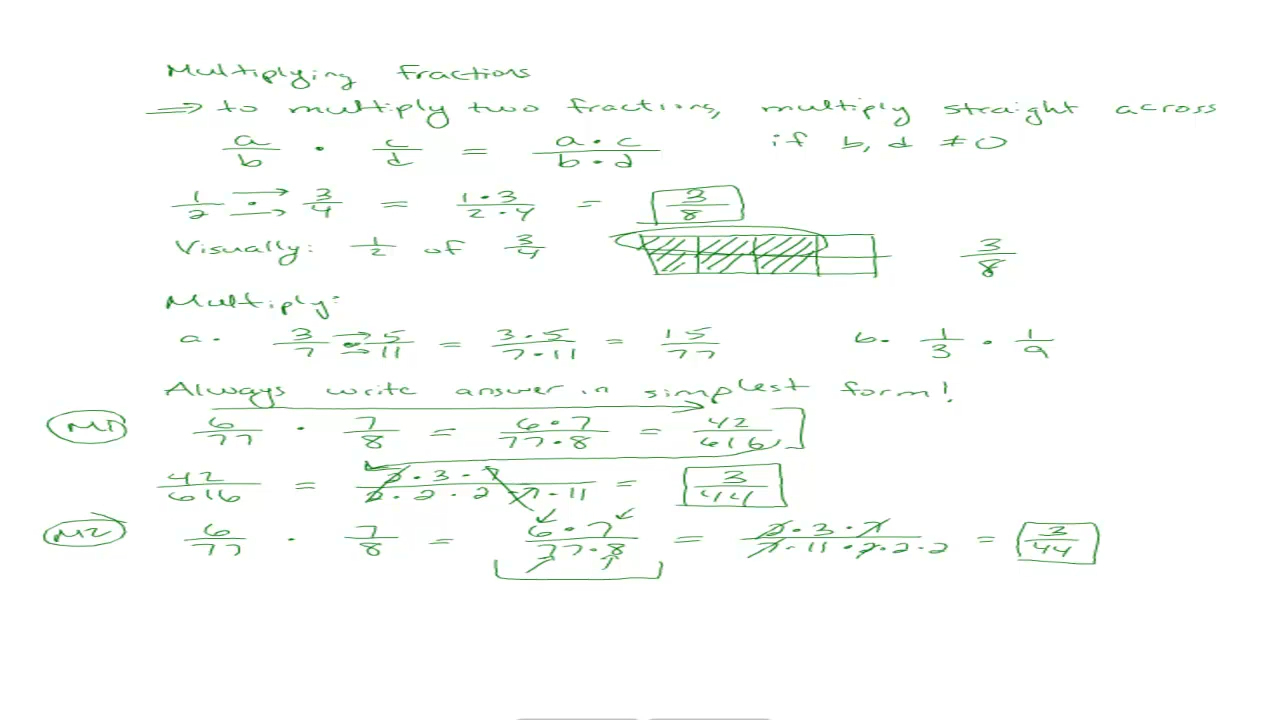 Multiplying Fractions
⇒ to multiply two fractions, multiply straight across
a/b · c/d = a·c/b·d if b, d ≠ 0
1/2 · 3/4 = 1·3/2·4 = 3/8
Visually: 1/2 of 3/4 3/8
Multiply:
a. 3/7 · 5/11 = 3·5/7·11 = 15/77 b. 1/3 · 1/9
Always write answer in simplest form!
M1 6/77 · 7/8 = 6·7/77·8 = 42/616
42/616 = 2·3·7/2·2·2·7·11 = 3/44
M2 6/77 · 7/8 = 6·7/77·8 = 2·3·7/7·11·2·2·2 = 3/44